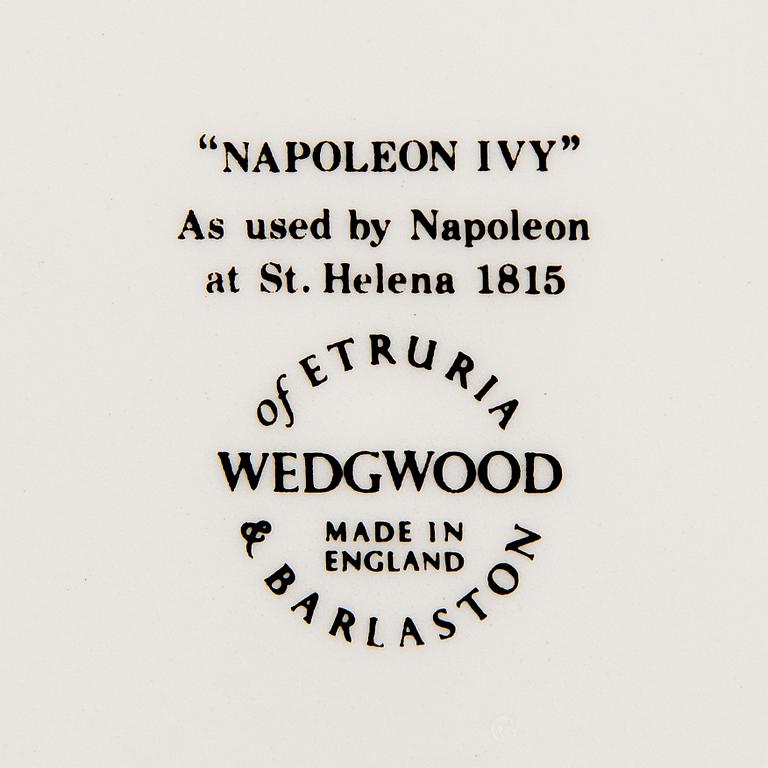 “NAPOLEON IVY”
As used by Napoleon
at St. Helena 1815
of ETRURIA
WEDGWOOD
MADE IN
ENGLAND
& BARLASTON